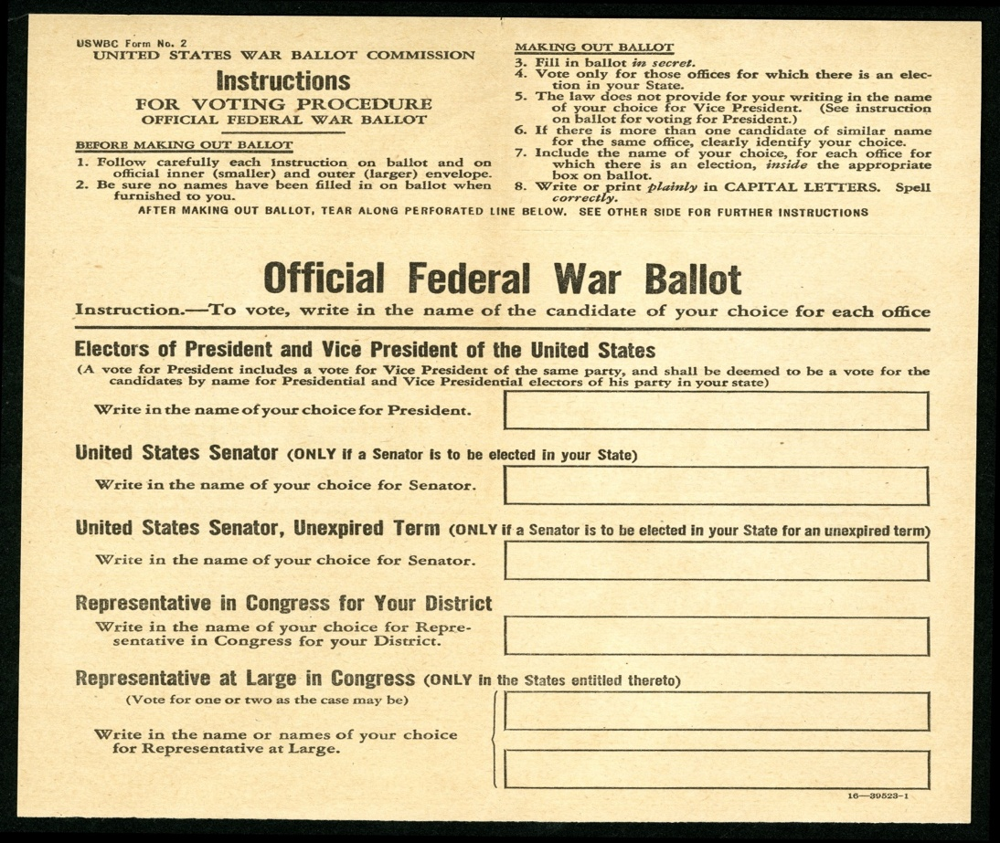 USWBC Form No. 2
UNITED STATES WAR BALLOT COMMISSION
Instructions
FOR VOTING PROCEDURE
OFFICIAL FEDERAL WAR BALLOT
BEFORE MAKING OUT BALLOT
1. Follow carefully each instruction on ballot and on
official inner (smaller) and outer (larger) envelope.
2. Be sure no names have been filled in on ballot when
furnished to you.
MAKING OUT BALLOT
3. Fill in ballot in secret.
4. Vote only for those offices for which there is an elec-
tion in your State.
5. The law does not provide for your writing in the name
of your choice for Vice President. (See instruction
on ballot for voting for President.)
6. If there is more than one candidate of similar name
for the same office, clearly identify your choice.
7. Include the name of your choice, for each office for
which there is an election, inside the appropriate
box on ballot.
8. Write or print plainly in CAPITAL LETTERS. Spell
correctly.
AFTER MAKING OUT BALLOT, TEAR ALONG PERFORATED LINE BELOW. SEE OTHER SIDE FOR FURTHER INSTRUCTIONS
Official Federal War Ballot
Instruction.—To vote, write in the name of the candidate of your choice for each office
Electors of President and Vice President of the United States
(A vote for President includes a vote for Vice President of the same party, and shall be deemed to be a vote for the
candidates by name for Presidential and Vice Presidential electors of his party in your state)
Write in the name of your choice for President.
United States Senator (ONLY if a Senator is to be elected in your State)
Write in the name of your choice for Senator.
United States Senator, Unexpired Term (ONLY if a Senator is to be elected in your State for an unexpired term)
Write in the name of your choice for Senator.
Representative in Congress for Your District
Write in the name of your choice for Repre-
sentative in Congress for your District.
Representative at Large in Congress (ONLY in the States entitled thereto)
(Vote for one or two as the case may be)
Write in the name or names of your choice
for Representative at Large.
16—39523-1